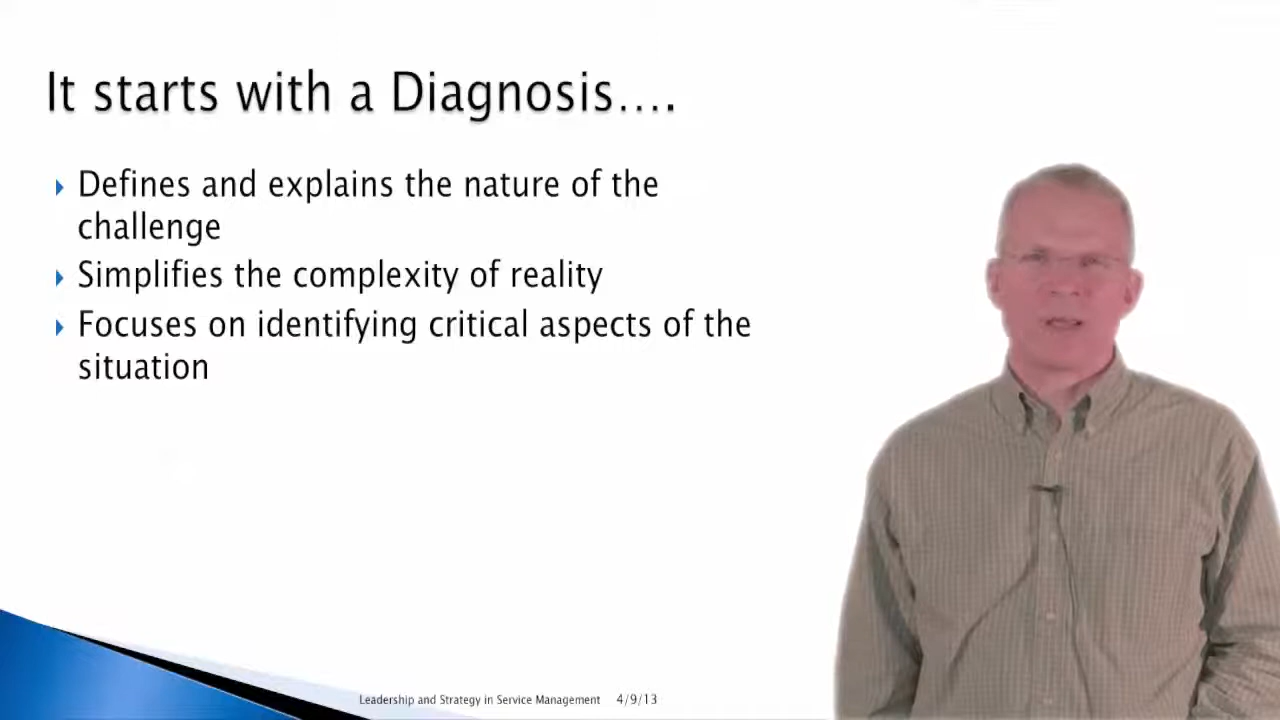 It starts with a Diagnosis....
Defines and explains the nature of the
challenge
Simplifies the complexity of reality
Focuses on identifying critical aspects of the
situation
Leadership and Strategy in Service Management 4/9/13